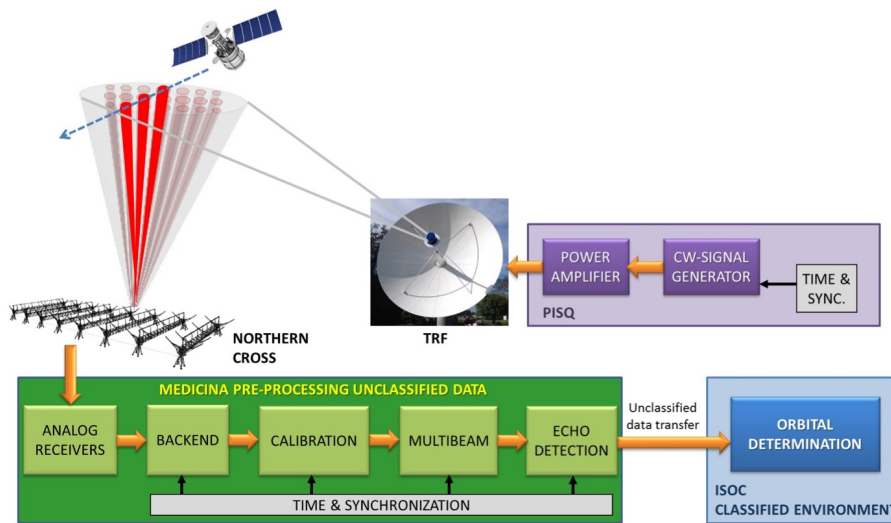 POWER
AMPLIFIER
CW-SIGNAL
GENERATOR
TIME &
SYNC.
PISQ
TRF
NORTHERN
CROSS
MEDICINA PRE-PROCESSING UNCLASSIFIED DATA
ANALOG
RECEIVERS
BACKEND
CALIBRATION
MULTIBEAM
ECHO
DETECTION
TIME & SYNCHRONIZATION
Unclassified
data transfer
ORBITAL
DETERMINATION
ISOC
CLASSIFIED ENVIRONMENT